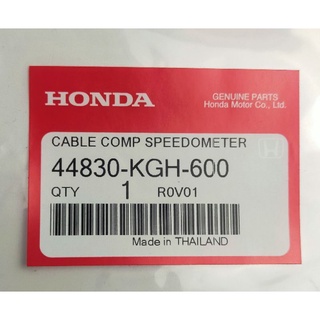 HONDA
GENUINE PARTS
Honda Motor Co., Ltd.
CABLE COMP SPEEDOMETER
44830-KGH-600
QTY 1 R0V01
Made in THAILAND